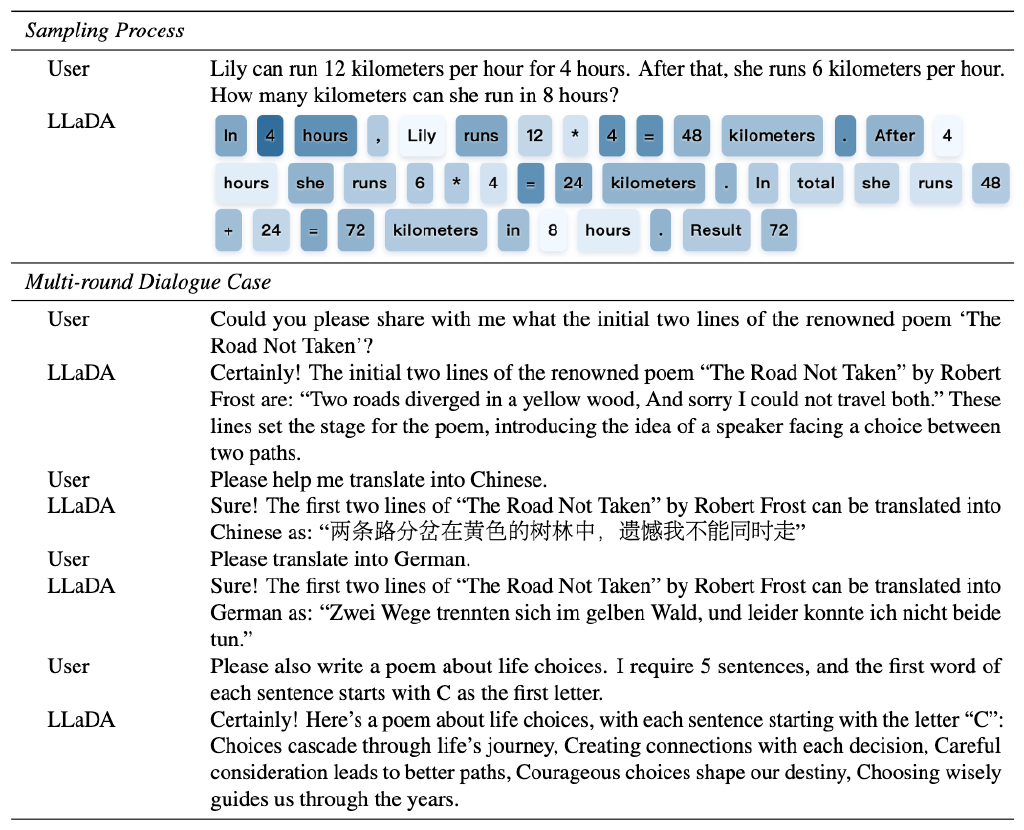 Sampling Process
User Lily can run 12 kilometers per hour for 4 hours. After that, she runs 6 kilometers per hour.
How many kilometers can she run in 8 hours?
LLaDA In 4 hours , Lily runs 12 * 4 = 48 kilometers . After 4
hours she runs 6 * 4 = 24 kilometers . In total she runs 48
+ 24 = 72 kilometers in 8 hours . Result 72
Multi-round Dialogue Case
User Could you please share with me what the initial two lines of the renowned poem ‘The
Road Not Taken’?
LLaDA Certainly! The initial two lines of the renowned poem “The Road Not Taken” by Robert
Frost are: “Two roads diverged in a yellow wood, And sorry I could not travel both.” These
lines set the stage for the poem, introducing the idea of a speaker facing a choice between
two paths.
User Please help me translate into Chinese.
LLaDA Sure! The first two lines of “The Road Not Taken” by Robert Frost can be translated into
Chinese as: “两条路分岔在黄色的树林中，遗憾我不能同时走”
User Please translate into German.
LLaDA Sure! The first two lines of “The Road Not Taken” by Robert Frost can be translated into
German as: “Zwei Wege trennten sich im gelben Wald, und leider konnte ich nicht beide
tun.”
User Please also write a poem about life choices. I require 5 sentences, and the first word of
each sentence starts with C as the first letter.
LLaDA Certainly! Here’s a poem about life choices, with each sentence starting with the letter “C”:
Choices cascade through life’s journey, Creating connections with each decision, Careful
consideration leads to better paths, Courageous choices shape our destiny, Choosing wisely
guides us through the years.